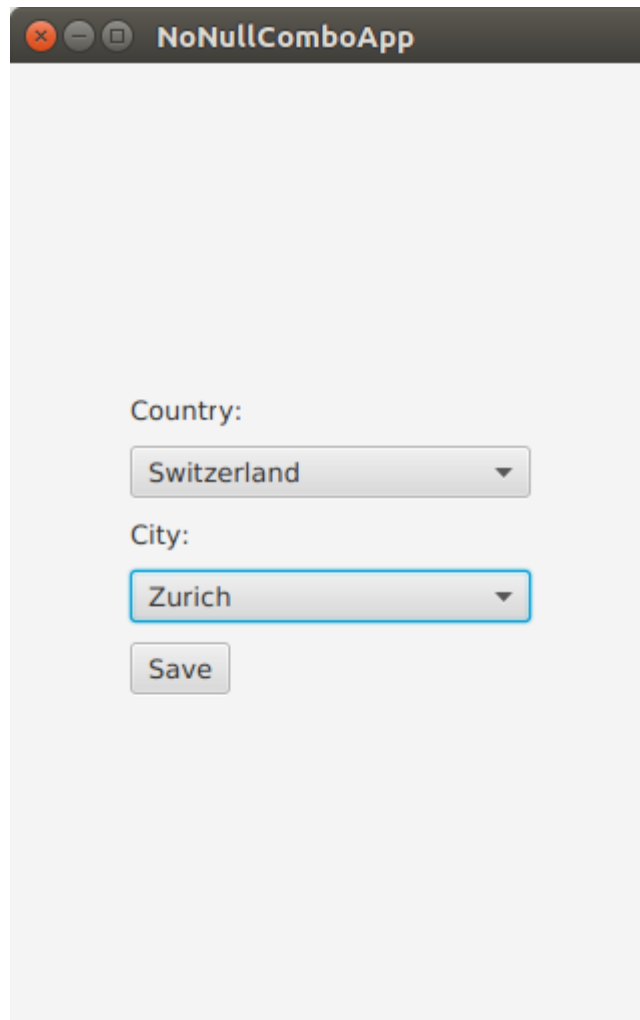 NoNullComboApp
Country:
Switzerland
City:
Zurich
Save